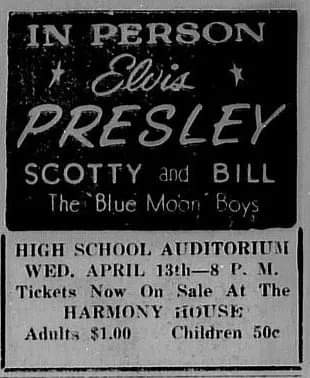 IN PERSON
Elvis
PRESLEY
SCOTTY and BILL
The "Blue Moon" Boys
HIGH SCHOOL AUDITORIUM
WED. APRIL 13th—8 P. M.
Tickets Now On Sale At The
HARMONY HOUSE
Adults $1.00 Children 50c